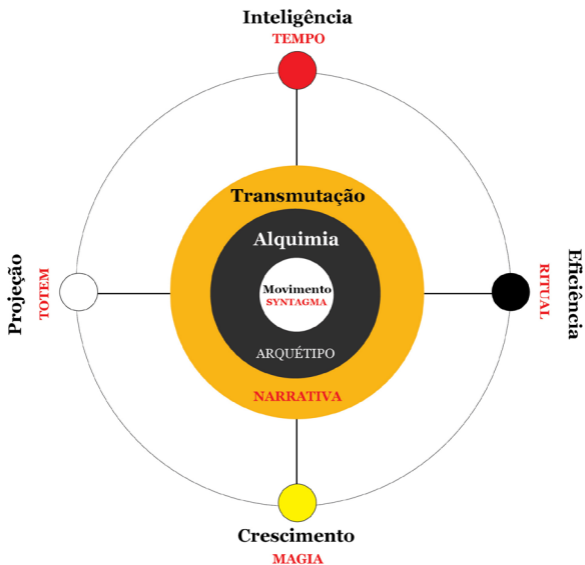 Inteligência
TEMPO
Transmutação
Alquimia
Projeção
TOTEM
Movimento
SYNTAGMA
RITUAL
Eficiência
ARQUÉTIPO
NARRATIVA
Crescimento
MAGIA